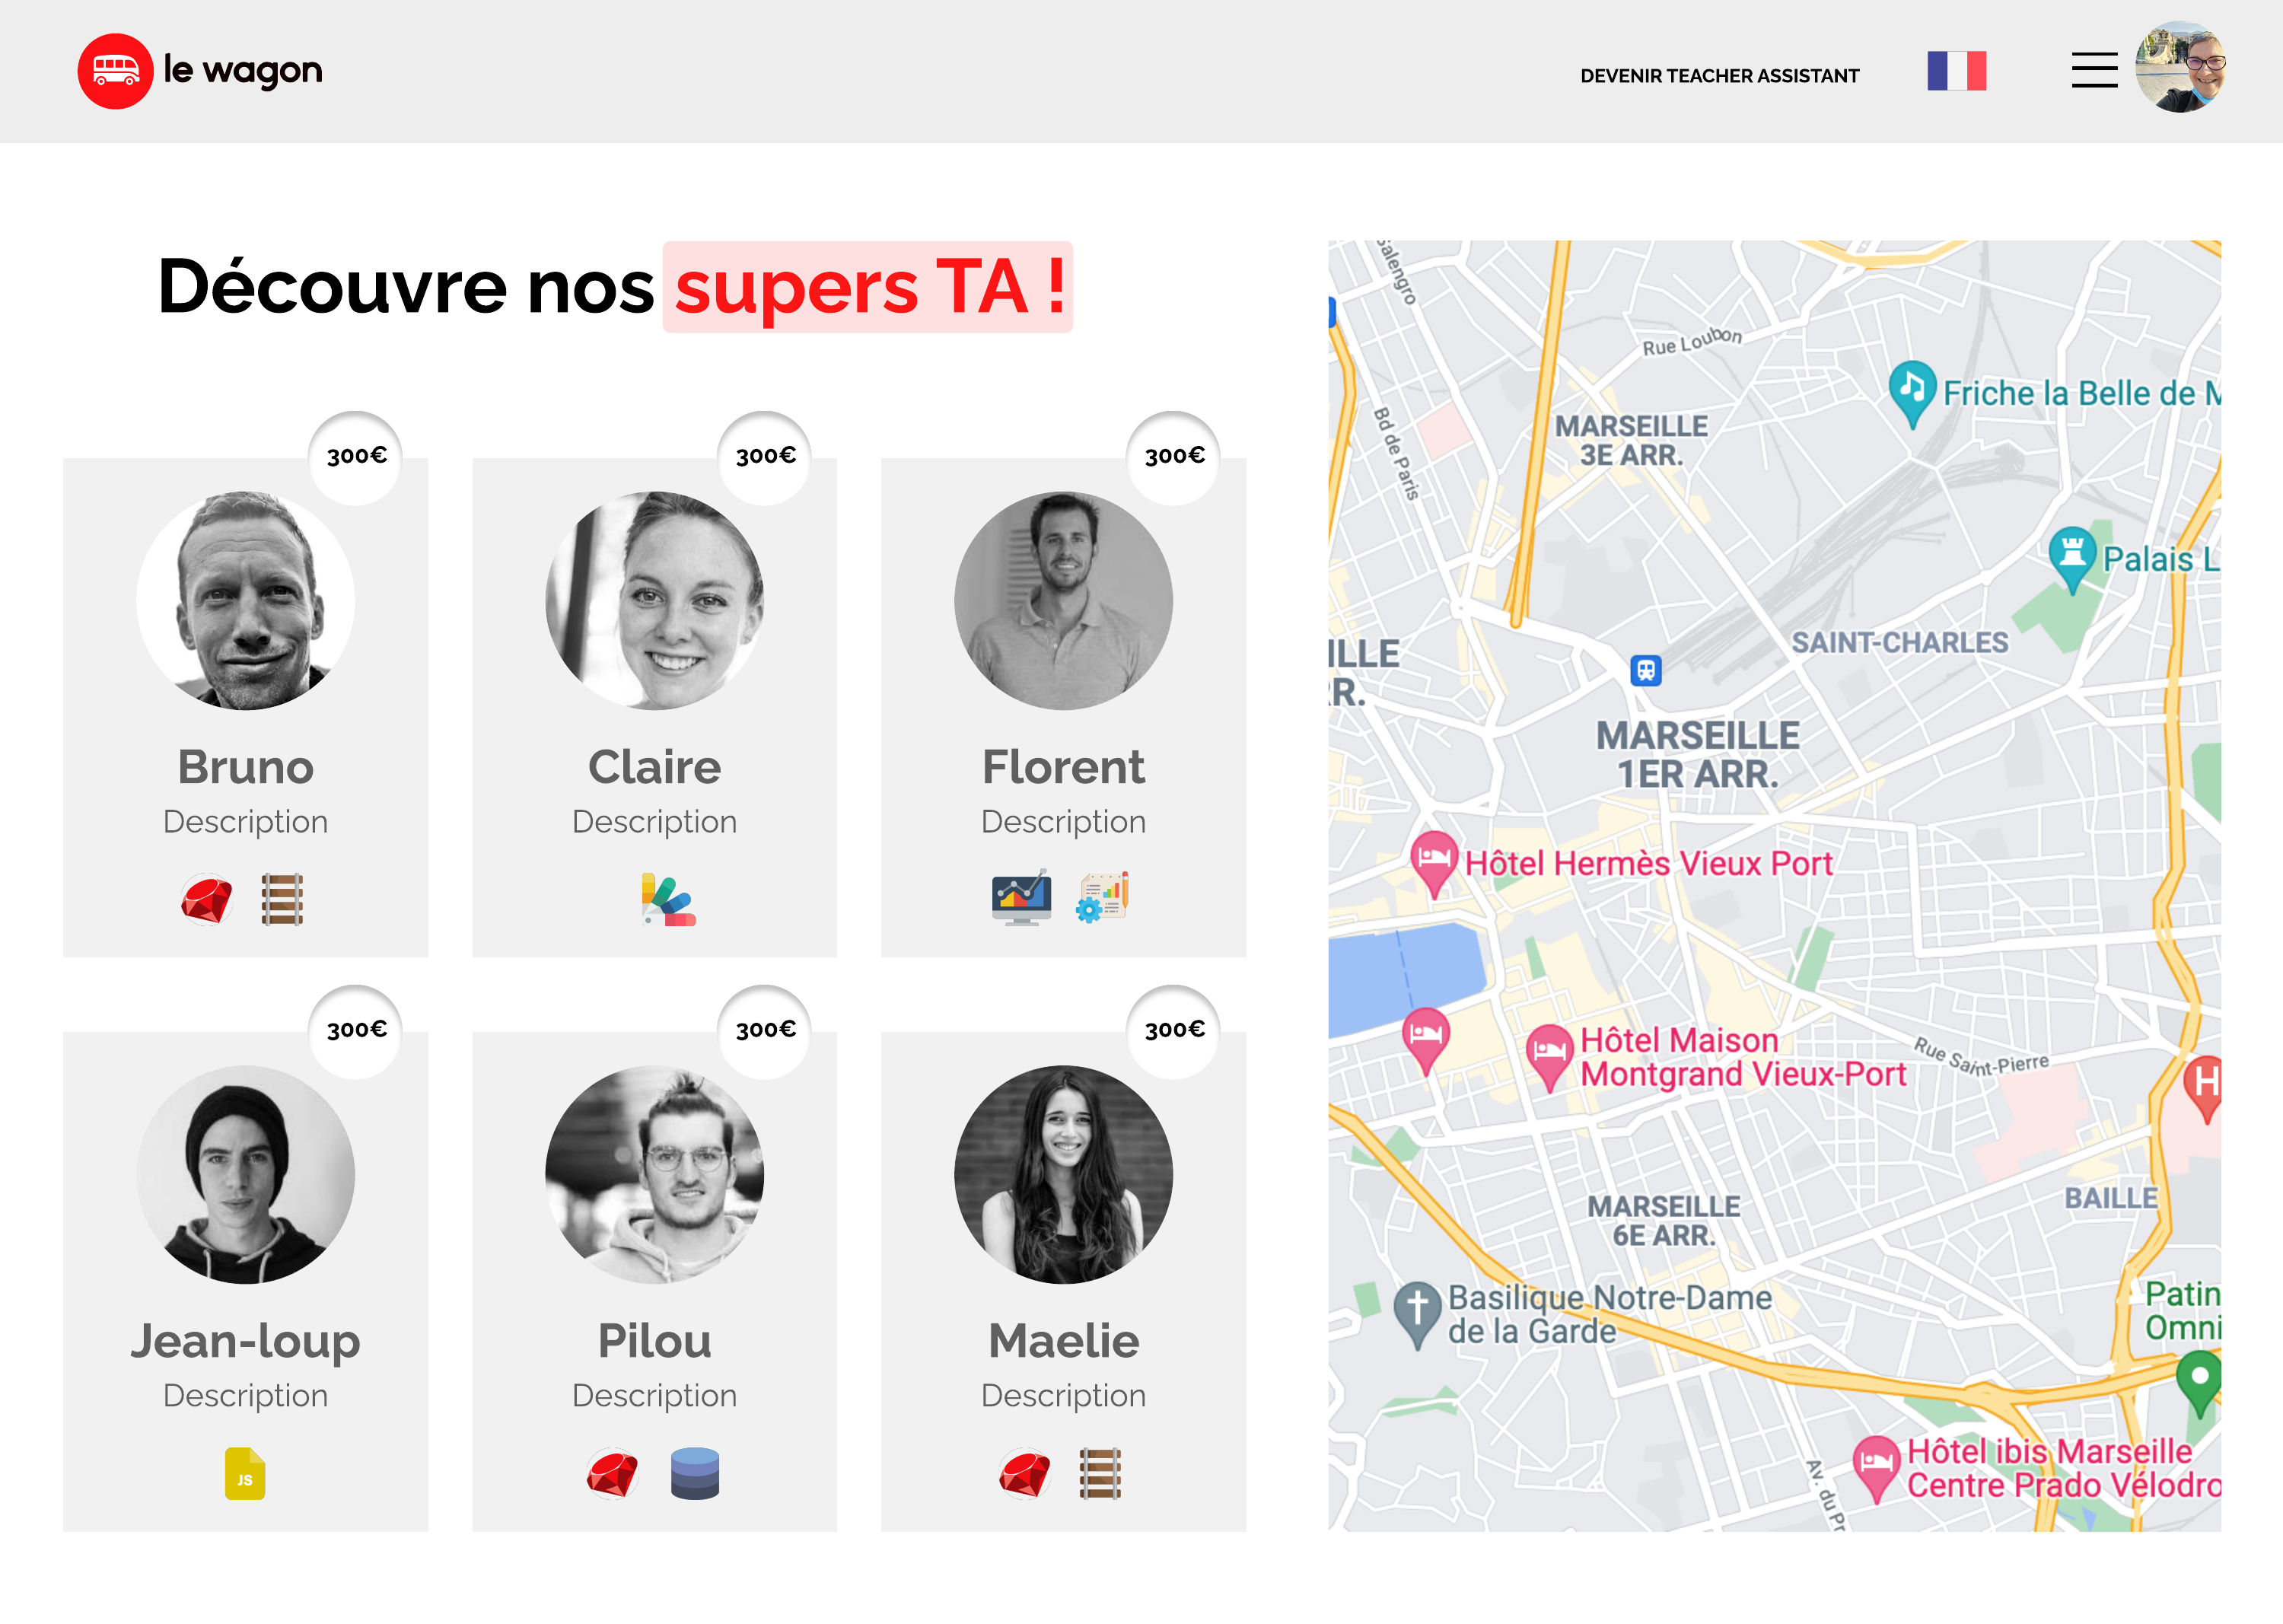 le wagon
DEVENIR TEACHER ASSISTANT
Découvre nos supers TA !
300€
300€
300€
Bruno
Claire
Florent
Description
Description
Description
300€
300€
300€
Jean-loup
Pilou
Maelie
Description
Description
Description
JS
Rue Loubon
Friche la Belle de M
Bd de Paris
MARSEILLE
3E ARR.
Palais L
SAINT-CHARLES
ILLE
R.
MARSEILLE
1ER ARR.
Hôtel Hermès Vieux Port
Hôtel Maison
Montgrand Vieux-Port
Rue Saint-Pierre
H
BAILLE
MARSEILLE
6E ARR.
Basilique Notre-Dame
de la Garde
Patin
Omni
Hôtel ibis Marseille
Centre Prado Vélodro
Av. du Pr